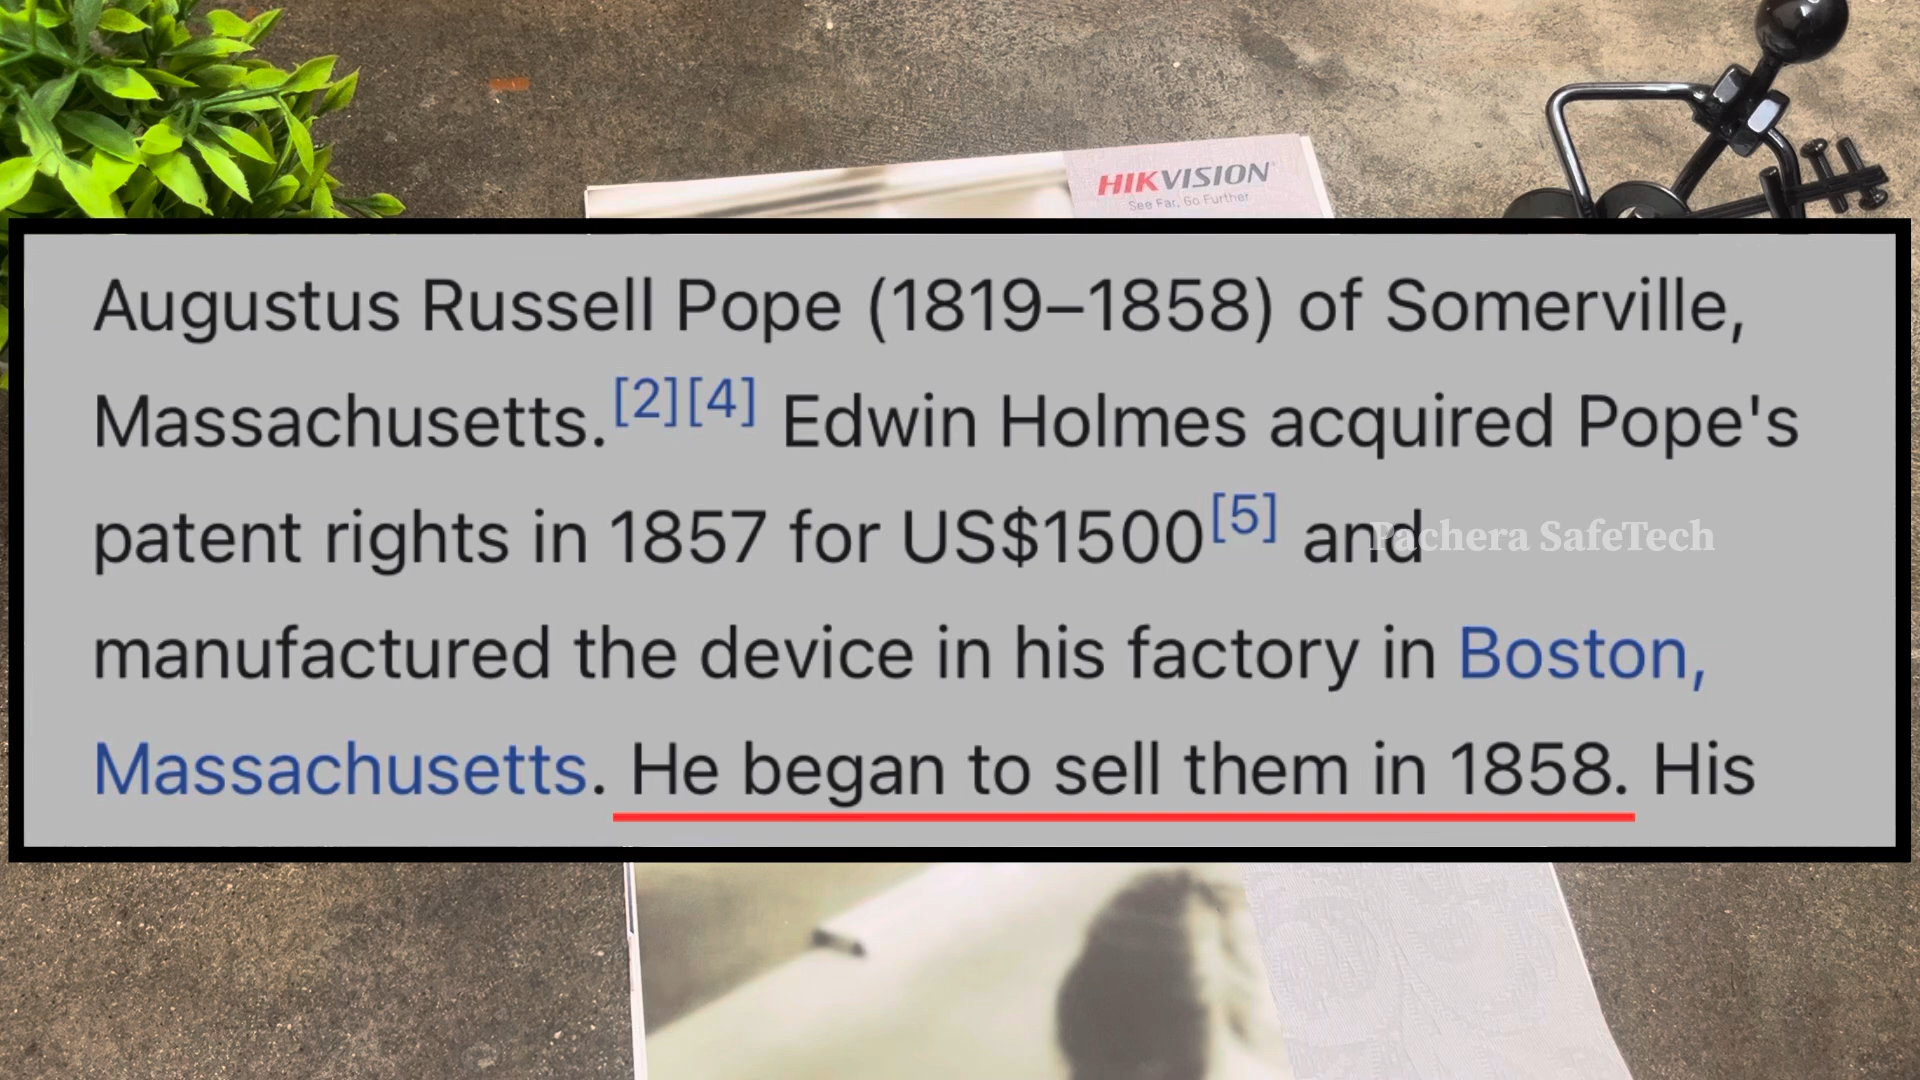 HIKVISION
See Far, Go Further
Augustus Russell Pope (1819–1858) of Somerville,
Massachusetts.[2][4] Edwin Holmes acquired Pope's
patent rights in 1857 for US$1500[5] and
Pachera SafeTech
manufactured the device in his factory in Boston,
Massachusetts. He began to sell them in 1858. His